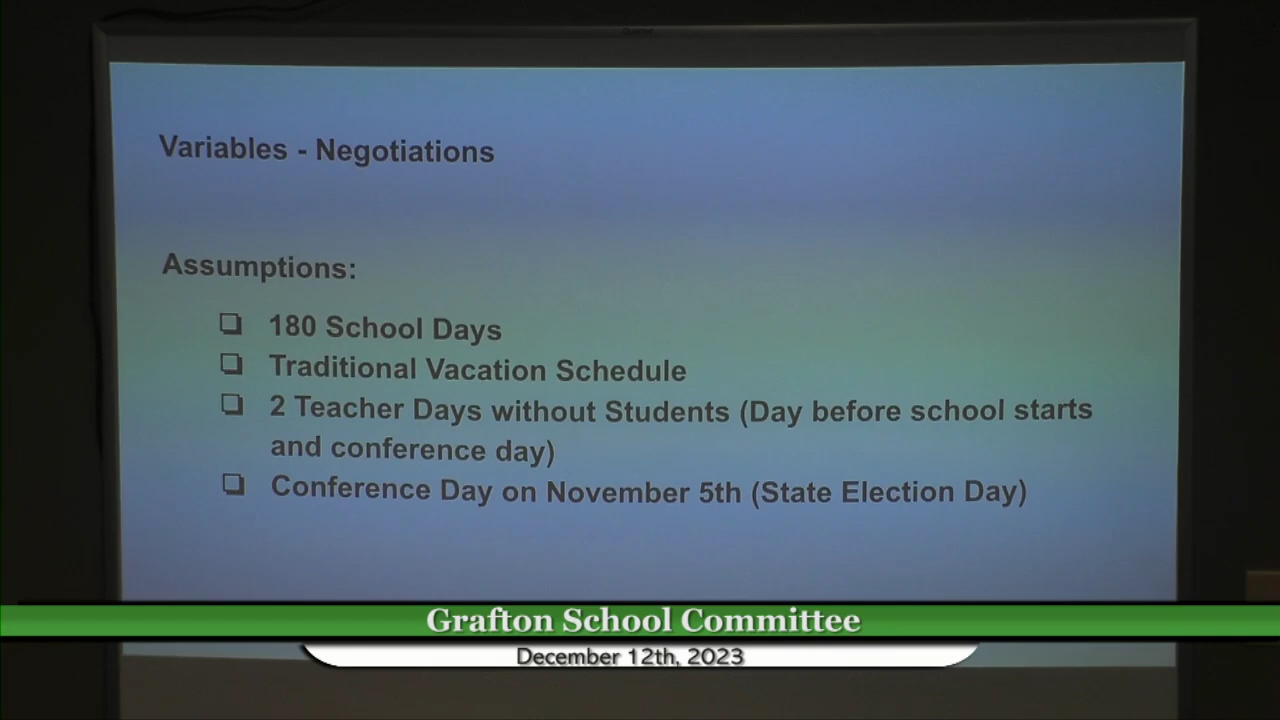 Variables - Negotiations
Assumptions:
❏ 180 School Days
❏ Traditional Vacation Schedule
❏ 2 Teacher Days without Students (Day before school starts
and conference day)
❏ Conference Day on November 5th (State Election Day)
Grafton School Committee
December 12th, 2023